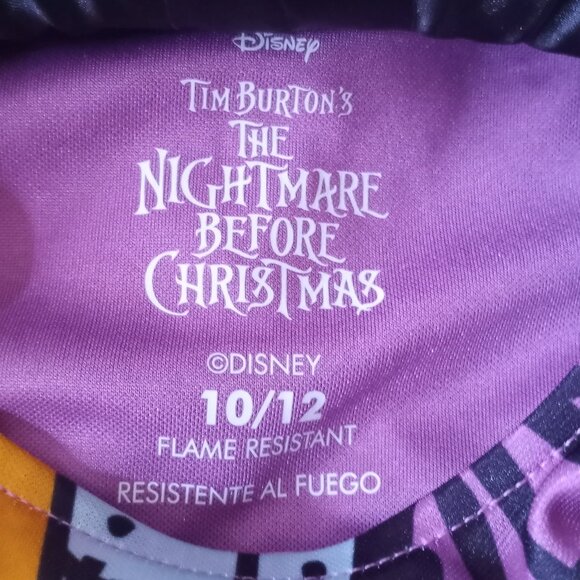 Disney
TIM BURTON'S
THE
NIGHTMARE
BEFORE
CHRISTMAS
©DISNEY
10/12
FLAME RESISTANT
RESISTENTE AL FUEGO